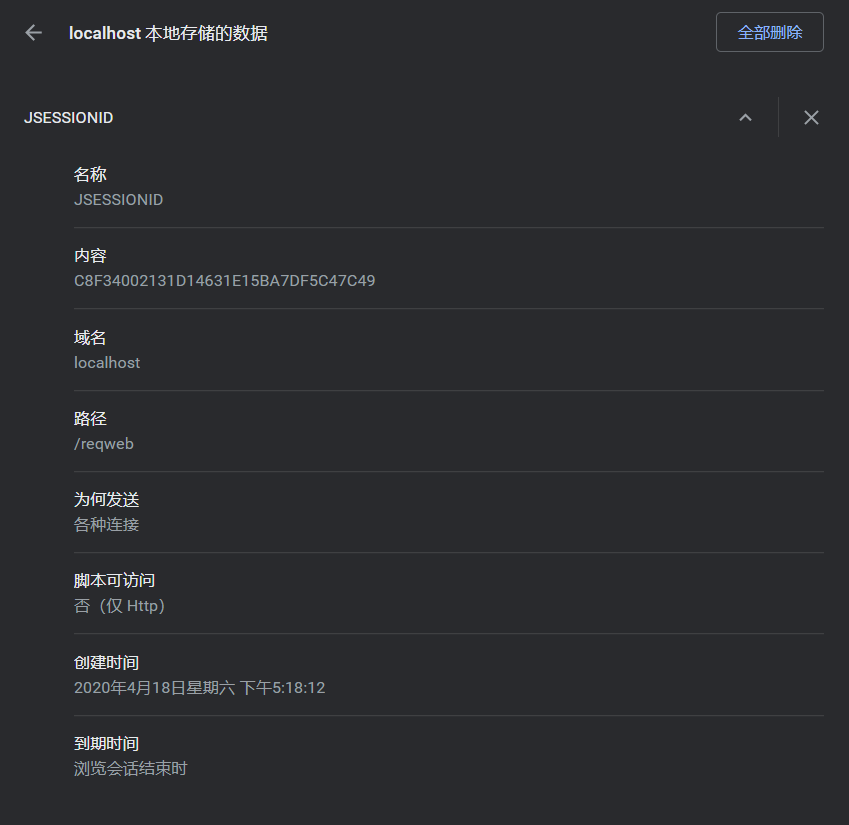 localhost 本地存储的数据
全部删除
JSESSIONID
名称
JSESSIONID
内容
C8F34002131D14631E15BA7DF5C47C49
域名
localhost
路径
/reqweb
为何发送
各种连接
脚本可访问
否（仅 Http）
创建时间
2020年4月18日星期六 下午5:18:12
到期时间
浏览会话结束时